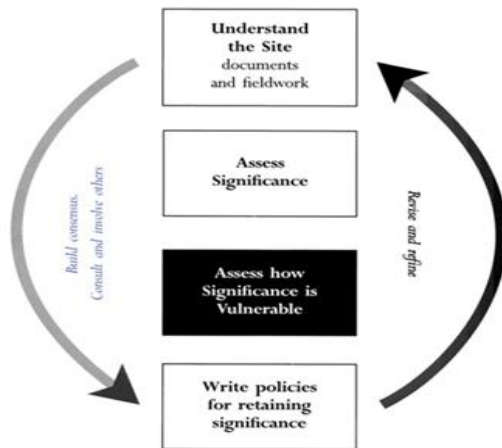 Understand
the Site
documents
and fieldwork
Assess
Significance
Assess how
Significance is
Vulnerable
Write policies
for retaining
significance
Build consensus.
Consult and involve others
Revise and refine